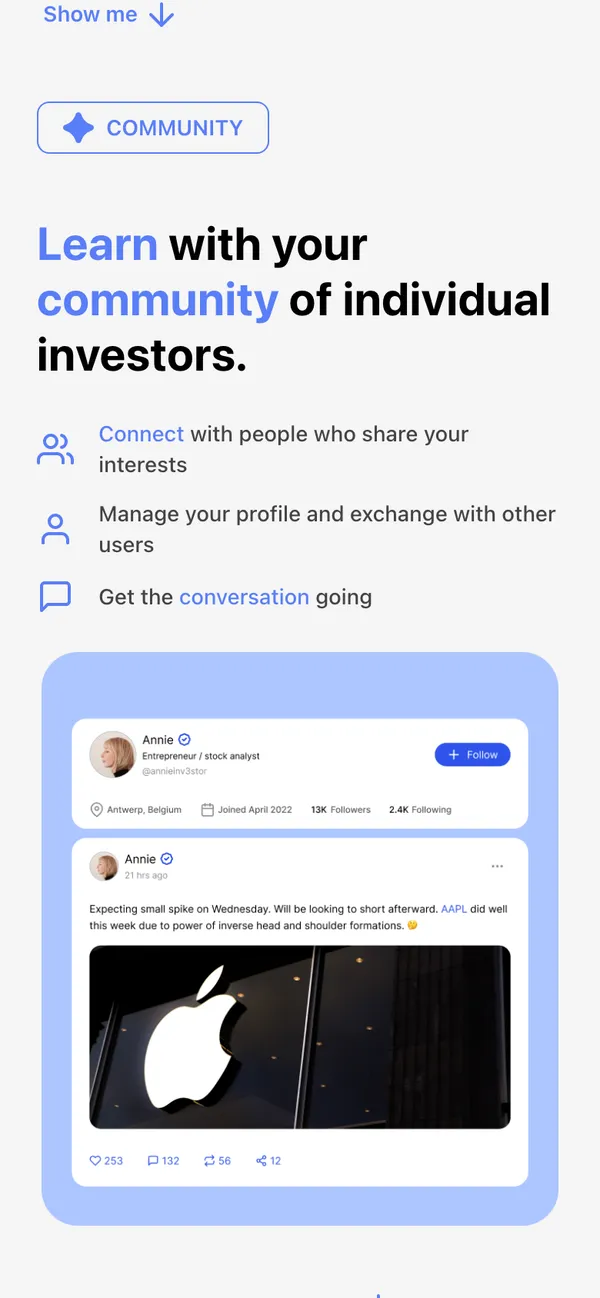 Show me
COMMUNITY
Learn with your
community of individual
investors.
Connect with people who share your
interests
Manage your profile and exchange with other
users
Get the conversation going
Annie
Entrepreneur / stock analyst
@annieinv3stor
Follow
Antwerp, Belgium Joined April 2022 13K Followers 2.4K Following
Annie
21 hrs ago
Expecting small spike on Wednesday. Will be looking to short afterward. AAPL did well
this week due to power of inverse head and shoulder formations. 🤔
253 132 56 12